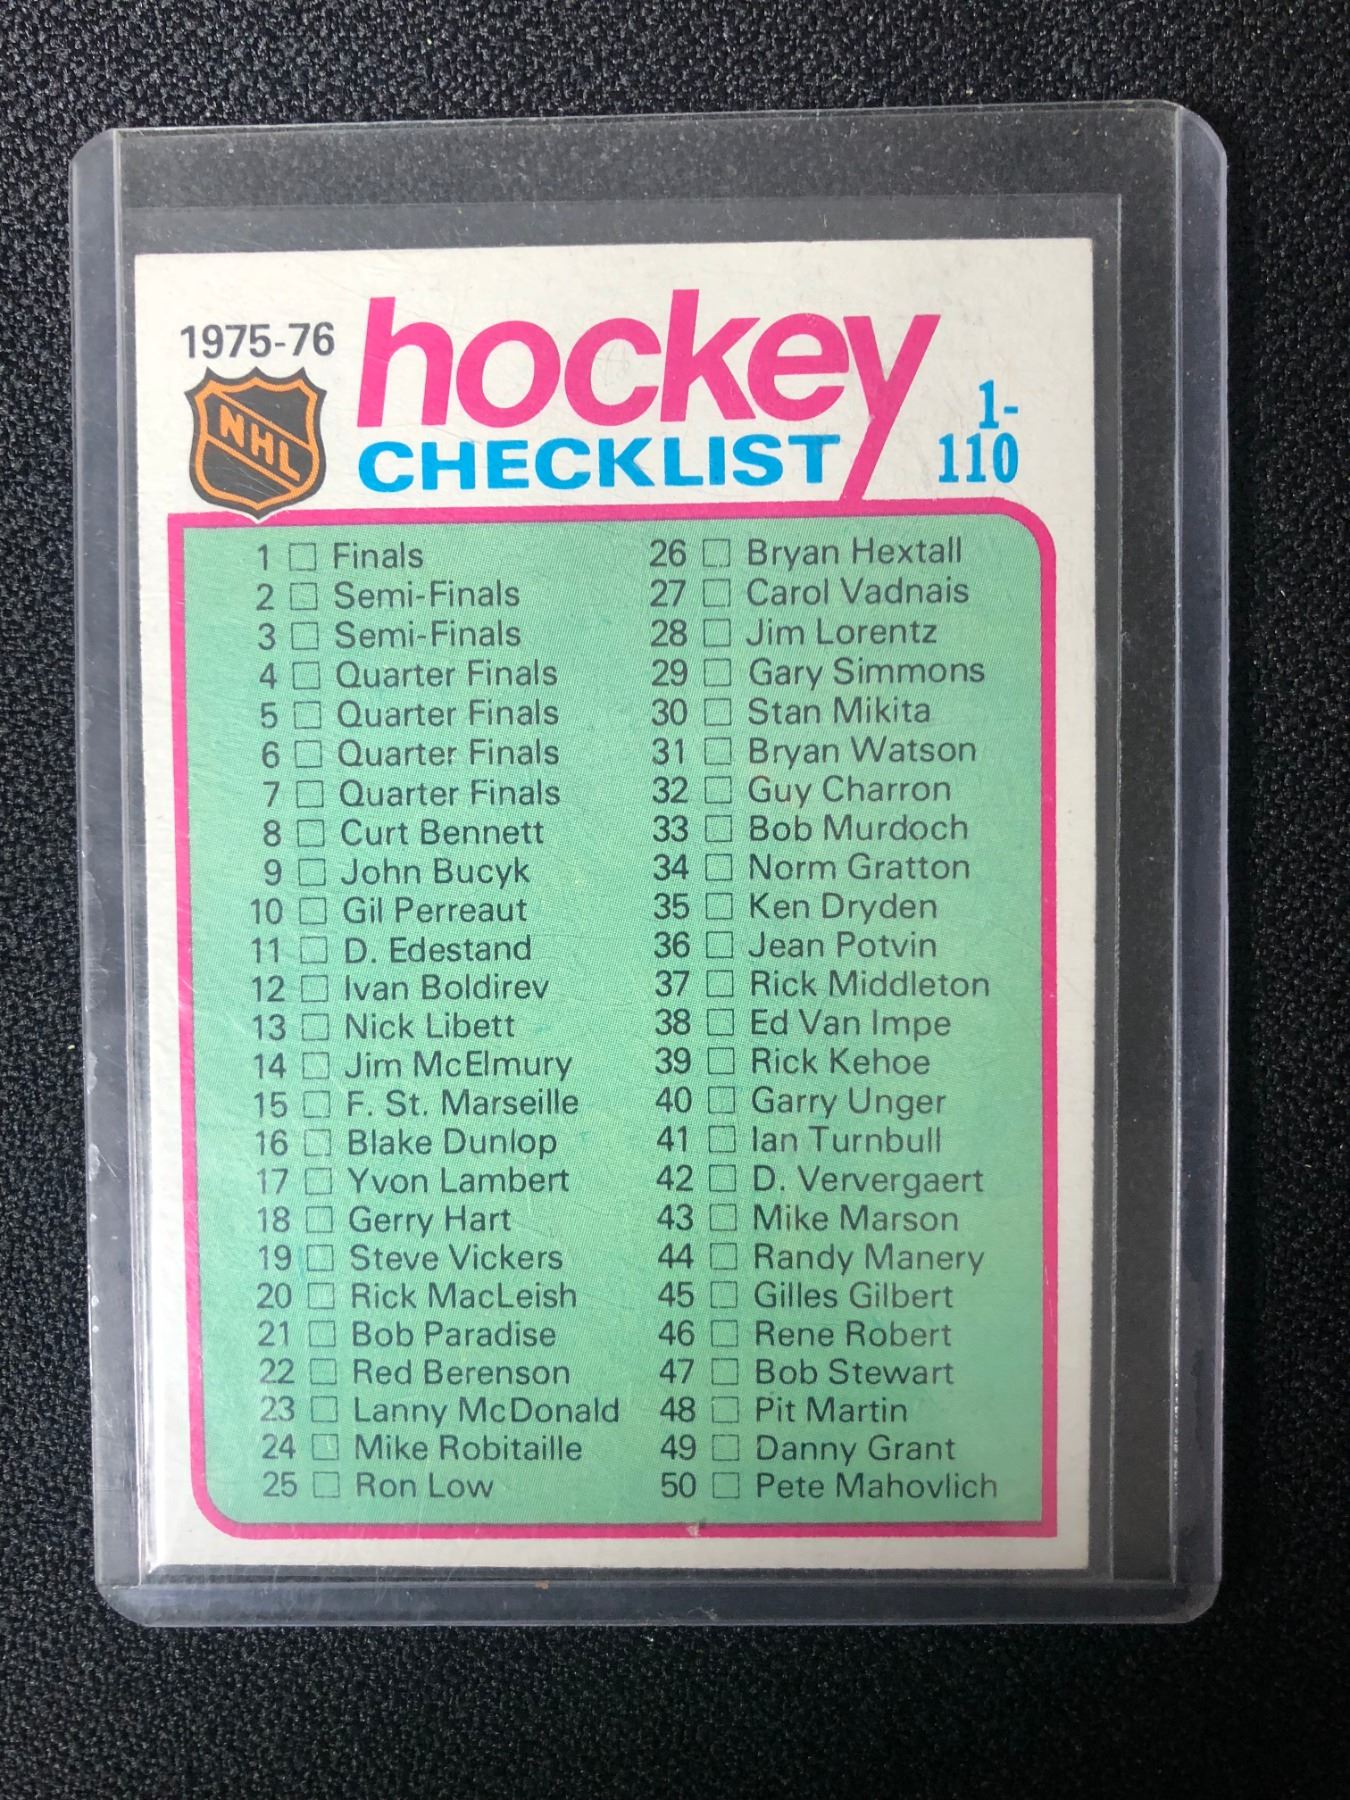 1975-76
hockey
NHL
CHECKLIST
1-
110
1 Finals
2 Semi-Finals
3 Semi-Finals
4 Quarter Finals
5 Quarter Finals
6 Quarter Finals
7 Quarter Finals
8 Curt Bennett
9 John Bucyk
10 Gil Perreaut
11 D. Edestand
12 Ivan Boldirev
13 Nick Libett
14 Jim McElmury
15 F. St. Marseille
16 Blake Dunlop
17 Yvon Lambert
18 Gerry Hart
19 Steve Vickers
20 Rick MacLeish
21 Bob Paradise
22 Red Berenson
23 Lanny McDonald
24 Mike Robitaille
25 Ron Low
26 Bryan Hextall
27 Carol Vadnais
28 Jim Lorentz
29 Gary Simmons
30 Stan Mikita
31 Bryan Watson
32 Guy Charron
33 Bob Murdoch
34 Norm Gratton
35 Ken Dryden
36 Jean Potvin
37 Rick Middleton
38 Ed Van Impe
39 Rick Kehoe
40 Garry Unger
41 Ian Turnbull
42 D. Ververgaert
43 Mike Marson
44 Randy Manery
45 Gilles Gilbert
46 Rene Robert
47 Bob Stewart
48 Pit Martin
49 Danny Grant
50 Pete Mahovlich